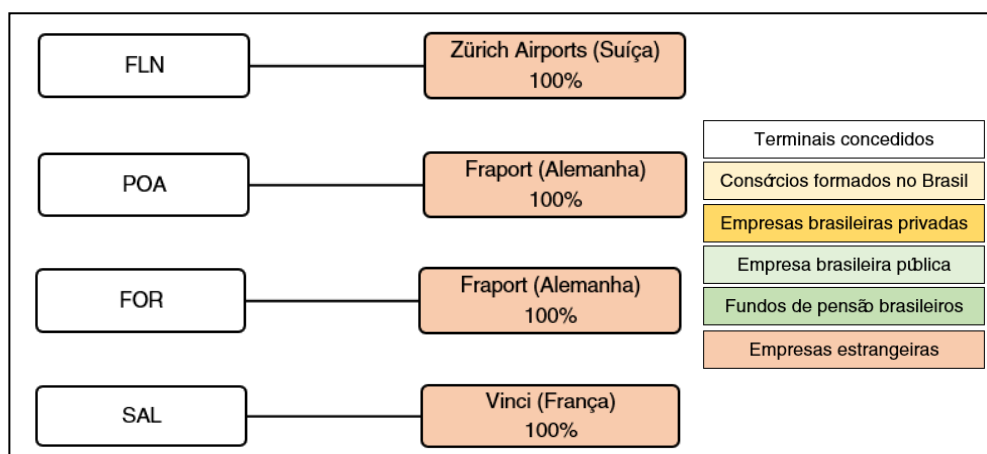 FLN
Zürich Airports (Suíça)
100%
POA
Fraport (Alemanha)
100%
FOR
Fraport (Alemanha)
100%
SAL
Vinci (França)
100%
Terminais concedidos
Consórcios formados no Brasil
Empresas brasileiras privadas
Empresa brasileira pública
Fundos de pensão brasileiros
Empresas estrangeiras